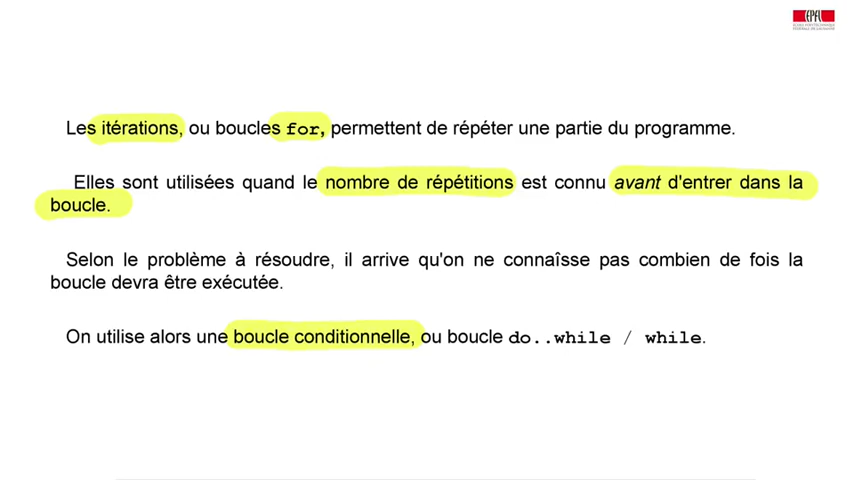 EPFL
Les itérations, ou boucles for, permettent de répéter une partie du programme.
Elles sont utilisées quand le nombre de répétitions est connu avant d'entrer dans la
boucle.
Selon le problème à résoudre, il arrive qu'on ne connaîsse pas combien de fois la
boucle devra être exécutée.
On utilise alors une boucle conditionnelle, ou boucle do..while / while.